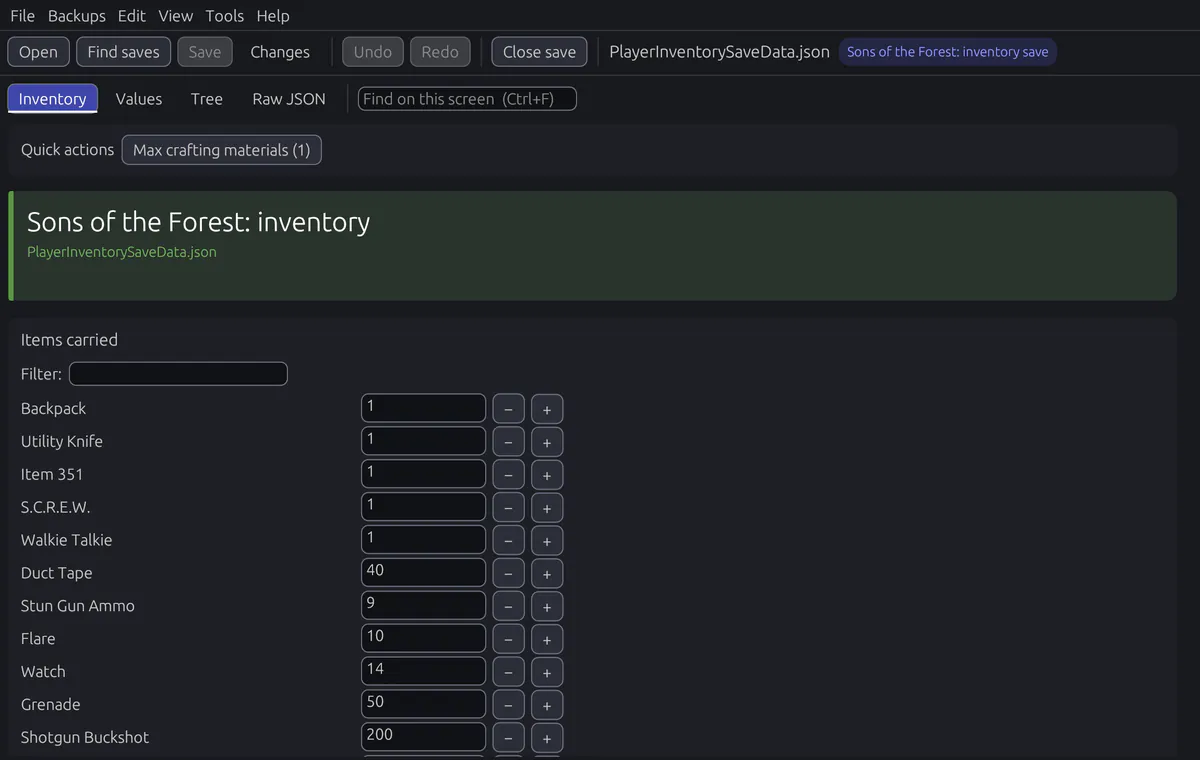 File Backups Edit View Tools Help
Open Find saves Save Changes Undo Redo Close save PlayerInventorySaveData.json Sons of the Forest: inventory save
Inventory Values Tree Raw JSON Find on this screen (Ctrl+F)
Quick actions Max crafting materials (1)
Sons of the Forest: inventory
PlayerInventorySaveData.json
Items carried
Filter:
Backpack 1 – +
Utility Knife 1 – +
Item 351 1 – +
S.C.R.E.W. 1 – +
Walkie Talkie 1 – +
Duct Tape 40 – +
Stun Gun Ammo 9 – +
Flare 10 – +
Watch 14 – +
Grenade 50 – +
Shotgun Buckshot 200 – +